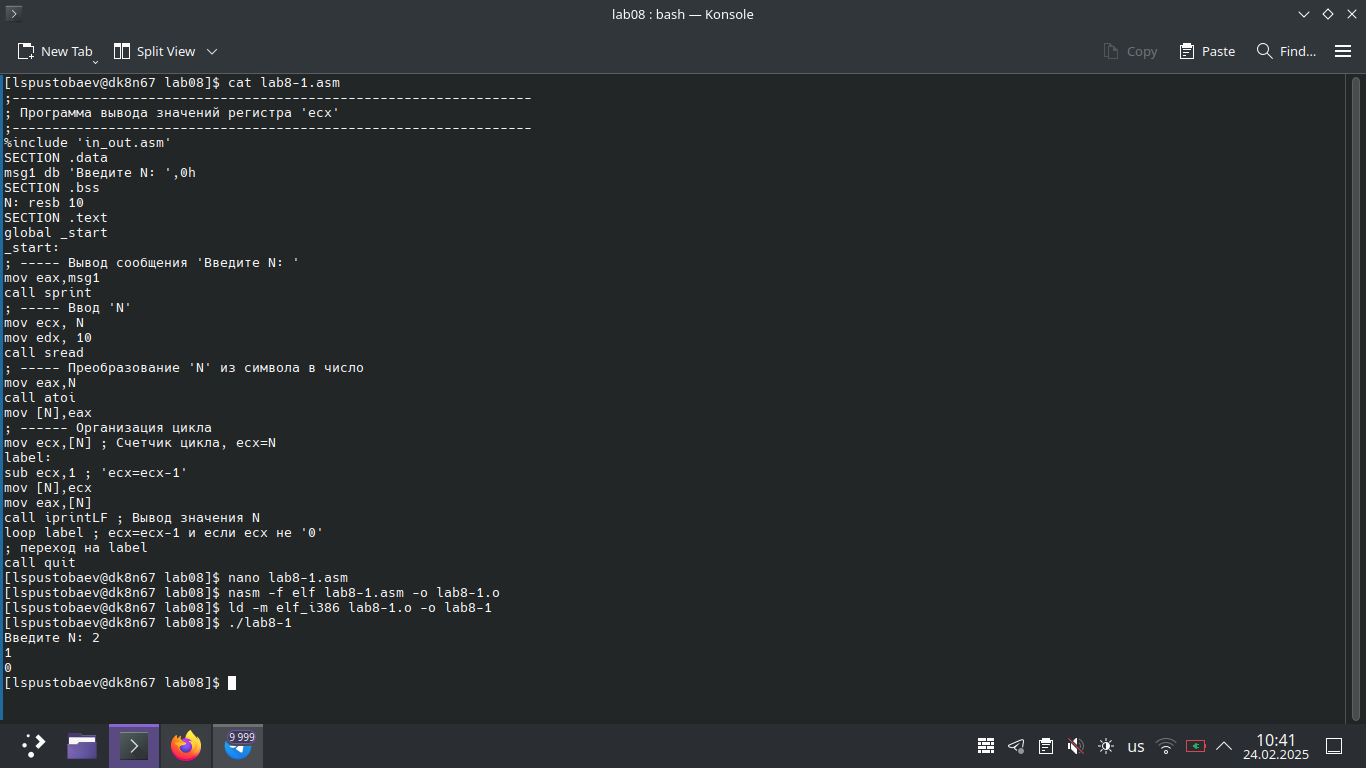 lab08 : bash — Konsole
New Tab
Split View
Copy
Paste
Find...
[lspustobaev@dk8n67 lab08]$ cat lab8-1.asm
;-----------------------------------------------------------------
; Программа вывода значений регистра 'ecx'
;-----------------------------------------------------------------
%include 'in_out.asm'
SECTION .data
msg1 db 'Введите N: ',0h
SECTION .bss
N: resb 10
SECTION .text
global _start
_start:
; ----- Вывод сообщения 'Введите N: '
mov eax,msg1
call sprint
; ----- Ввод 'N'
mov ecx, N
mov edx, 10
call sread
; ----- Преобразование 'N' из символа в число
mov eax,N
call atoi
mov [N],eax
; ------ Организация цикла
mov ecx,[N] ; Счетчик цикла, ecx=N
label:
sub ecx,1 ; 'ecx=ecx-1'
mov [N],ecx
mov eax,[N]
call iprintLF ; Вывод значения N
loop label ; ecx=ecx-1 и если ecx не '0'
; переход на label
call quit
[lspustobaev@dk8n67 lab08]$ nano lab8-1.asm
[lspustobaev@dk8n67 lab08]$ nasm -f elf lab8-1.asm -o lab8-1.o
[lspustobaev@dk8n67 lab08]$ ld -m elf_i386 lab8-1.o -o lab8-1
[lspustobaev@dk8n67 lab08]$ ./lab8-1
Введите N: 2
1
0
[lspustobaev@dk8n67 lab08]$
9 999
us
10:41
24.02.2025